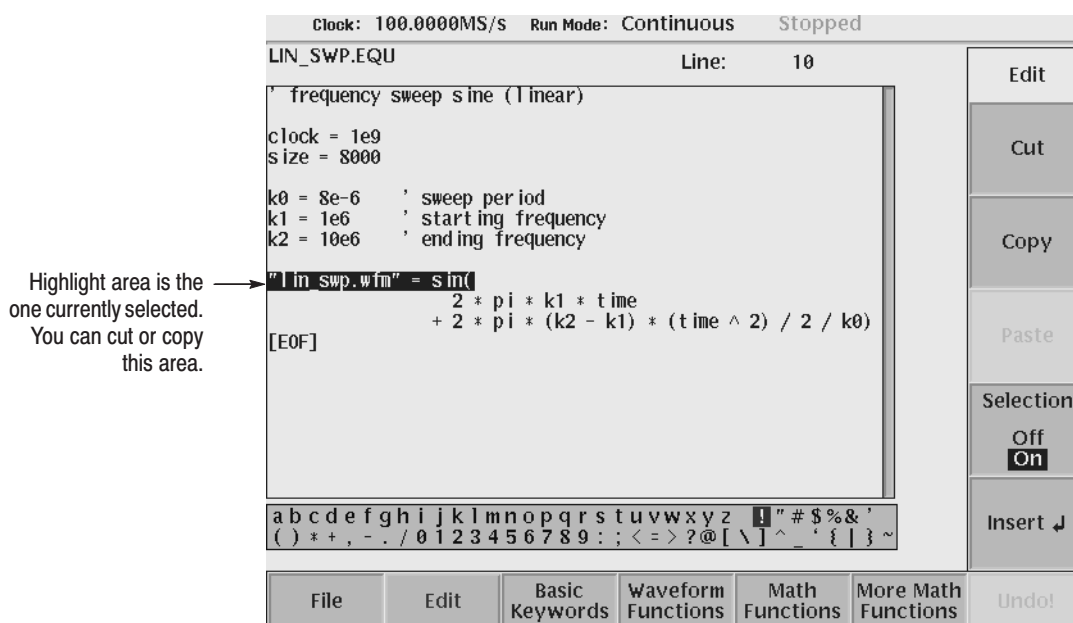 Clock: 100.0000MS/s Run Mode: Continuous Stopped
LIN_SWP.EQU Line: 10
' frequency sweep sine (linear)
clock = 1e9
size = 8000
k0 = 8e-6 ' sweep period
k1 = 1e6 ' starting frequency
k2 = 10e6 ' ending frequency
"lin_swp.wfm" = sin(
2 * pi * k1 * time
+ 2 * pi * (k2 - k1) * (time ^ 2) / 2 / k0)
[EOF]
Highlight area is the
one currently selected.
You can cut or copy
this area.
a b c d e f g h i j k l m n o p q r s t u v w x y z ! " # $ % & '
( ) * + , - . / 0 1 2 3 4 5 6 7 8 9 : ; < = > ? @ [ \ ] ^ _ ` { | } ~
Edit
Cut
Copy
Paste
Selection
Off
On
Insert ↲
File
Edit
Basic
Keywords
Waveform
Functions
Math
Functions
More Math
Functions
Undo!